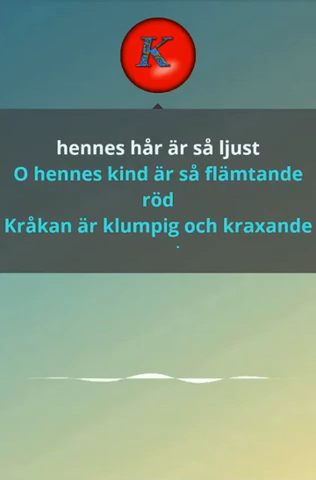 K
hennes hår är så ljust
O hennes kind är så flämtande
röd
Kråkan är klumpig och kraxande